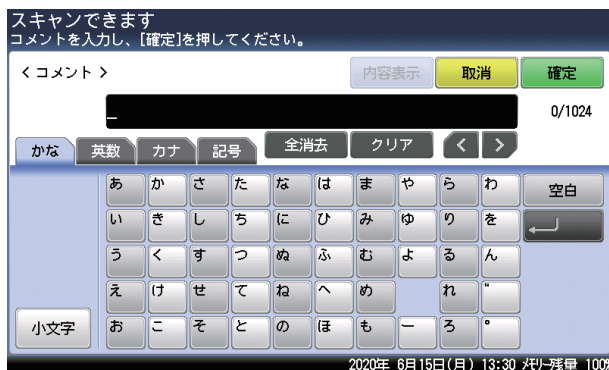 スキャンできます
コメントを入力し、[確定]を押してください。
<コメント> 内容表示 取消 確定
_ 0/1024
かな 英数 カナ 記号 全消去 クリア < >
あ か さ た な は ま や ら わ 空白
い き し ち に ひ み ゆ り を
う く す つ ぬ ふ む よ る ん
え け せ て ね へ め れ ゛
小文字 お こ そ と の ほ も ー ろ ゜
2020年 6月15日(月) 13:30 メモリー残量 100%